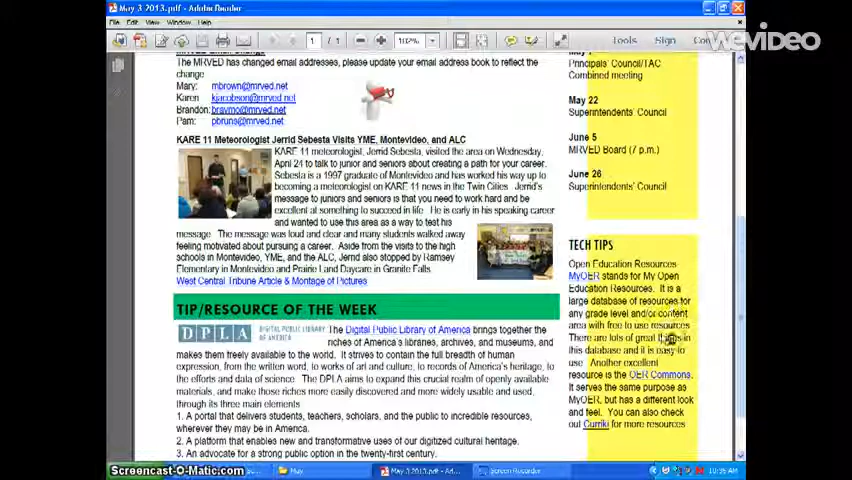 May 3 2013.pdf - Adobe Reader
File Edit View Window Help
1 / 1 102% Tools Sign
wevideo
The MRVED has changed email addresses, please update your email address book to reflect the
change
Mary: mbrown@mrved.net
Karen kjacobson@mrved.net
Brandon: braymo@mrved.net
Pam: pbruns@mrved.net
KARE 11 Meteorologist Jerrid Sebesta Visits YME, Montevideo, and ALC
KARE 11 meteorologist, Jerrid Sebesta, visited the area on Wednesday,
April 24 to talk to junior and seniors about creating a path for your career.
Sebesta is a 1997 graduate of Montevideo and has worked his way up to
becoming a meteorologist on KARE 11 news in the Twin Cities Jerrid's
message to juniors and seniors is that you need to work hard and be
excellent at something to succeed in life He is early in his speaking career
and wanted to use this area as a way to test his
message The message was loud and clear and many students walked away
feeling motivated about pursuing a career. Aside from the visits to the high
schools in Montevideo, YME, and the ALC, Jerrid also stopped by Ramsey
Elementary in Montevideo and Prairie Land Daycare in Granite Falls
West Central Tribune Article & Montage of Pictures
TIP/RESOURCE OF THE WEEK
DPLA DIGITAL PUBLIC LIBRARY
OF AMERICA
The Digital Public Library of America brings together the
riches of America's libraries, archives, and museums, and
makes them freely available to the world. It strives to contain the full breadth of human
expression, from the written word, to works of art and culture, to records of America's heritage, to
the efforts and data of science. The DPLA aims to expand this crucial realm of openly available
materials, and make those riches more easily discovered and more widely usable and used,
through its three main elements
1. A portal that delivers students, teachers, scholars, and the public to incredible resources,
wherever they may be in America.
2. A platform that enables new and transformative uses of our digitized cultural heritage.
3. An advocate for a strong public option in the twenty-first century.
Principals' Council/TAC
Combined meeting
May 22
Superintendents' Council
June 5
MRVED Board (7 p.m.)
June 26
Superintendents' Council
TECH TIPS
Open Education Resources
MyOER stands for My Open
Education Resources. It is a
large database of resources for
any grade level and/or content
area with free to use resources
There are lots of great things in
this database and it is easy to
use Another excellent
resource is the OER Commons.
It serves the same purpose as
MyOER, but has a different look
and feel. You can also check
out Curriki for more resources
Screencast-O-Matic.com
May
May 3 2013.pdf - Ado...
Screen Recorder
10:36 AM